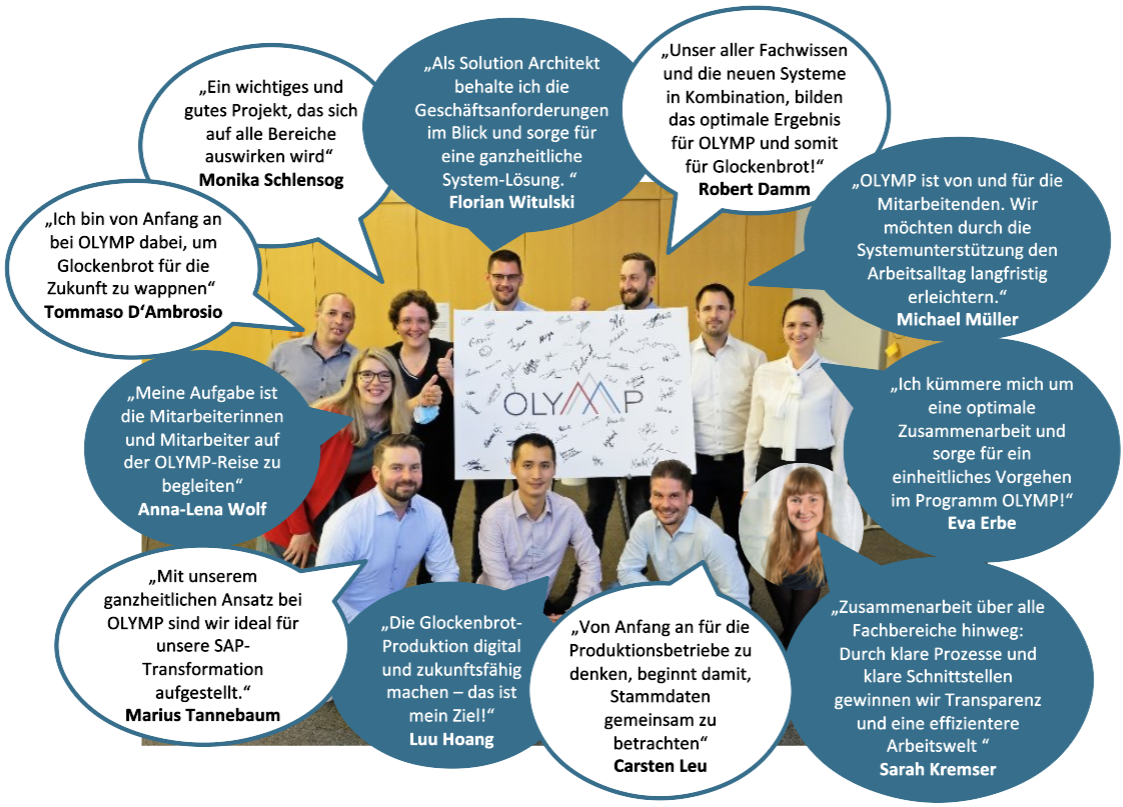 „Ein wichtiges und
gutes Projekt, das sich
auf alle Bereiche
auswirken wird“
Monika Schlensog
„Als Solution Architekt
behalte ich die
Geschäftsanforderungen
im Blick und sorge für
eine ganzheitliche
System-Lösung. “
Florian Witulski
„Unser aller Fachwissen
und die neuen Systeme
in Kombination, bilden
das optimale Ergebnis
für OLYMP und somit
für Glockenbrot!“
Robert Damm
„OLYMP ist von und für die
Mitarbeitenden. Wir
möchten durch die
Systemunterstützung den
Arbeitsalltag langfristig
erleichtern.“
Michael Müller
„Ich bin von Anfang an
bei OLYMP dabei, um
Glockenbrot für die
Zukunft zu wappnen“
Tommaso D‘Ambrosio
OLYMP
„Meine Aufgabe ist
die Mitarbeiterinnen
und Mitarbeiter auf
der OLYMP-Reise zu
begleiten“
Anna-Lena Wolf
„Ich kümmere mich um
eine optimale
Zusammenarbeit und
sorge für ein
einheitliches Vorgehen
im Programm OLYMP!“
Eva Erbe
„Mit unserem
ganzheitlichen Ansatz bei
OLYMP sind wir ideal für
unsere SAP-
Transformation
aufgestellt.“
Marius Tannebaum
„Die Glockenbrot-
Produktion digital
und zukunftsfähig
machen – das ist
mein Ziel!“
Luu Hoang
„Von Anfang an für die
Produktionsbetriebe zu
denken, beginnt damit,
Stammdaten
gemeinsam zu
betrachten“
Carsten Leu
„Zusammenarbeit über alle
Fachbereiche hinweg:
Durch klare Prozesse und
klare Schnittstellen
gewinnen wir Transparenz
und eine effizientere
Arbeitswelt “
Sarah Kremser